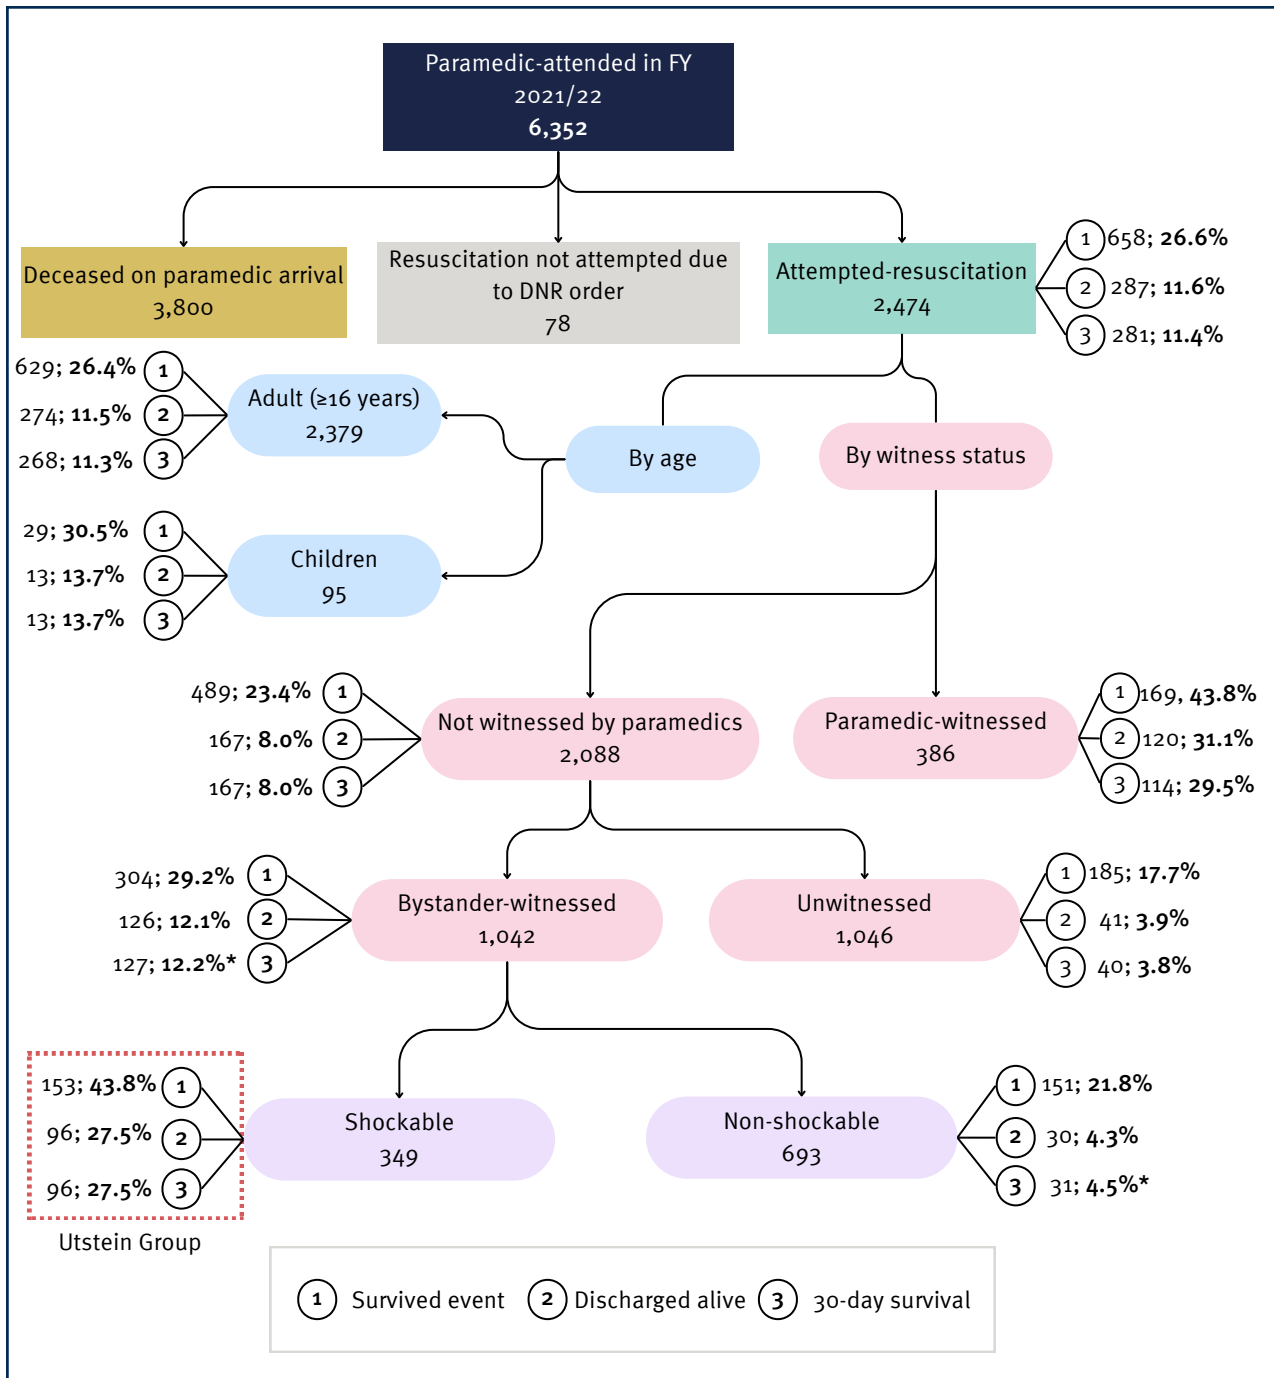 Paramedic-attended in FY
2021/22
6,352
Deceased on paramedic arrival
3,800
Resuscitation not attempted due
to DNR order
78
Attempted-resuscitation
2,474
1 658; 26.6%
2 287; 11.6%
3 281; 11.4%
629; 26.4% 1
274; 11.5% 2
268; 11.3% 3
Adult (≥16 years)
2,379
By age
By witness status
29; 30.5% 1
13; 13.7% 2
13; 13.7% 3
Children
95
489; 23.4% 1
167; 8.0% 2
167; 8.0% 3
Not witnessed by paramedics
2,088
Paramedic-witnessed
386
1 169, 43.8%
2 120; 31.1%
3 114; 29.5%
304; 29.2% 1
126; 12.1% 2
127; 12.2%* 3
Bystander-witnessed
1,042
Unwitnessed
1,046
1 185; 17.7%
2 41; 3.9%
3 40; 3.8%
153; 43.8% 1
96; 27.5% 2
96; 27.5% 3
Utstein Group
Shockable
349
Non-shockable
693
1 151; 21.8%
2 30; 4.3%
3 31; 4.5%*
1 Survived event 2 Discharged alive 3 30-day survival